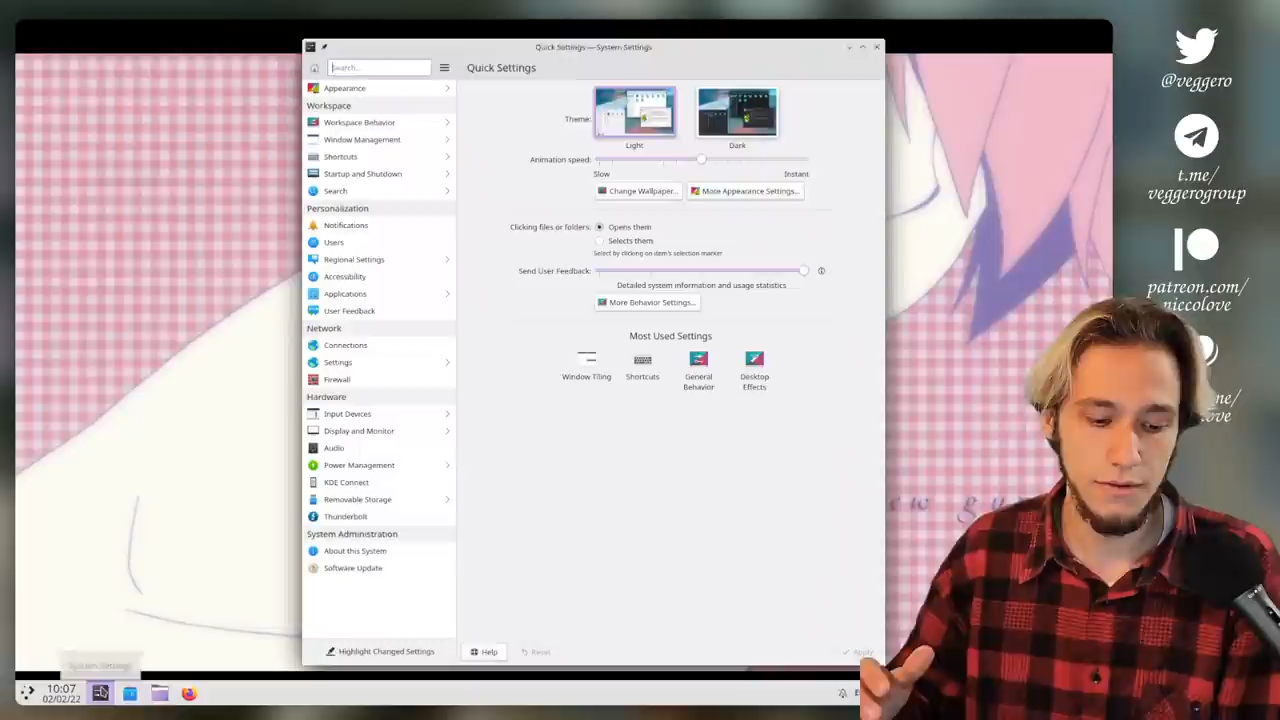 Quick Settings — System Settings
Search...
Quick Settings
Appearance
Workspace
Workspace Behavior
Window Management
Shortcuts
Startup and Shutdown
Search
Personalization
Notifications
Users
Regional Settings
Accessibility
Applications
User Feedback
Network
Connections
Settings
Firewall
Hardware
Input Devices
Display and Monitor
Audio
Power Management
KDE Connect
Removable Storage
Thunderbolt
System Administration
About this System
Software Update
Highlight Changed Settings
Theme:
Light
Dark
Animation speed:
Slow
Instant
Change Wallpaper...
More Appearance Settings...
Clicking files or folders:
Opens them
Selects them
Select by clicking on item's selection marker
Send User Feedback:
Detailed system information and usage statistics
More Behavior Settings...
Most Used Settings
Window Tiling
Shortcuts
General
Behavior
Desktop
Effects
Help
Reset
Apply
System Settings
10:07
02/02/22
@veggero
t.me/
veggerogroup
patreon.com/
niccolove